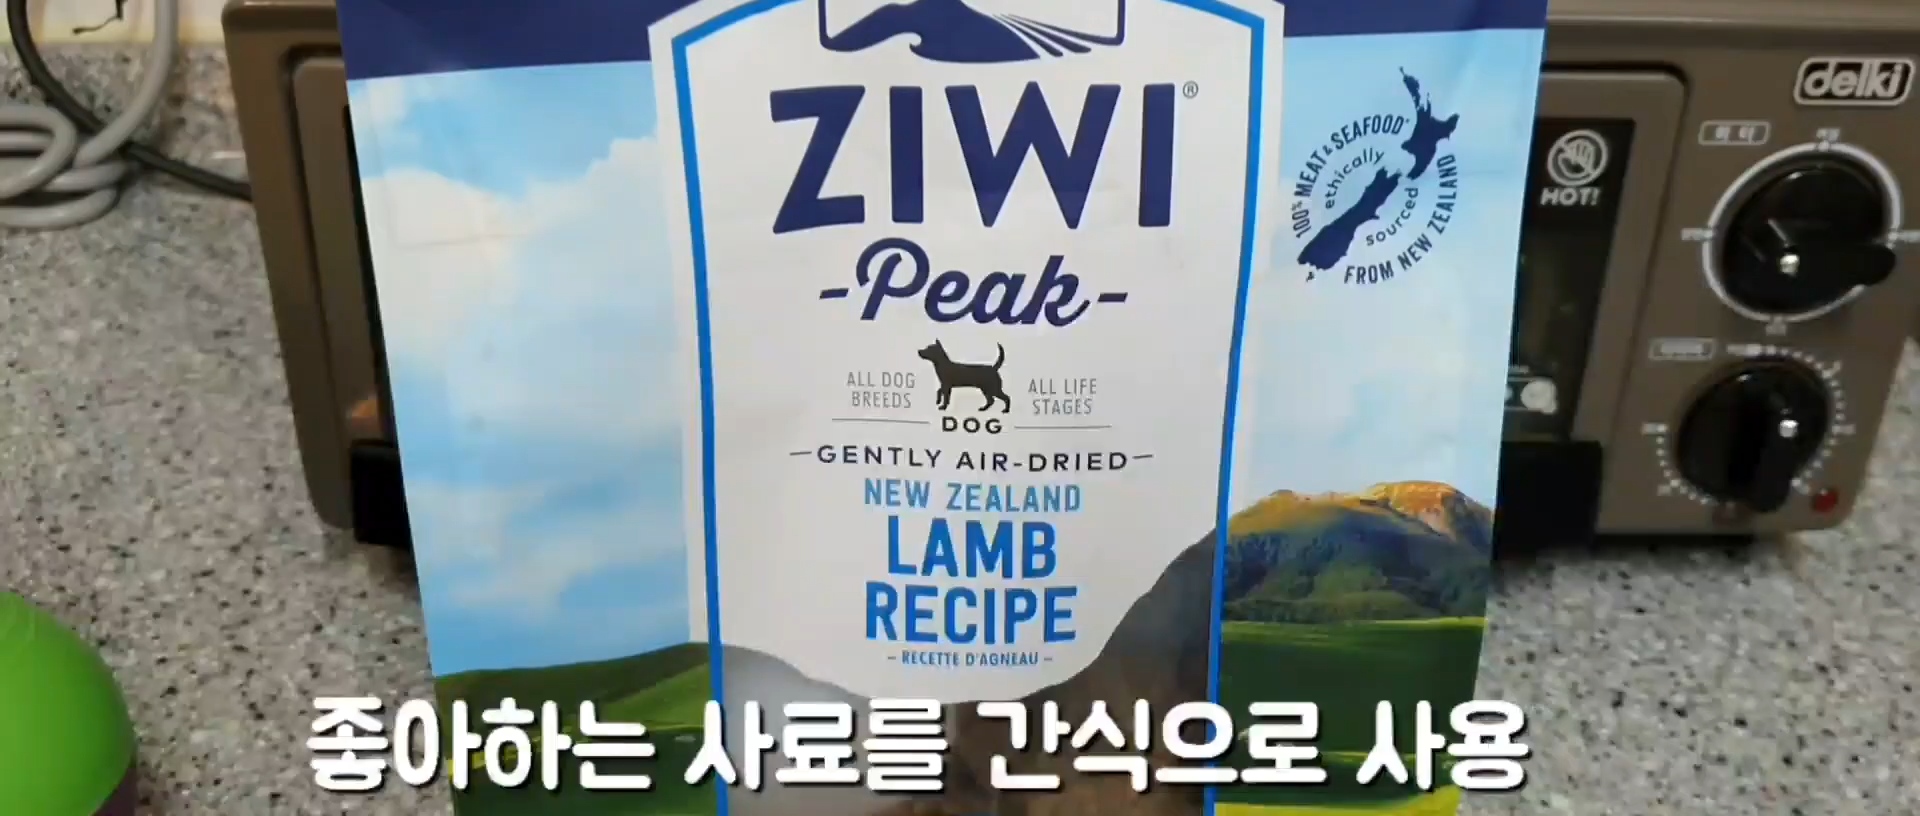 ZIWI®
-Peak-
ALL DOG BREEDS
ALL LIFE STAGES
DOG
GENTLY AIR-DRIED
NEW ZEALAND
LAMB
RECIPE
- RECETTE D'AGNEAU -
100% MEAT & SEAFOOD*
ethically sourced
FROM NEW ZEALAND
delki
히터
HOT!
좋아하는 사료를 간식으로 사용